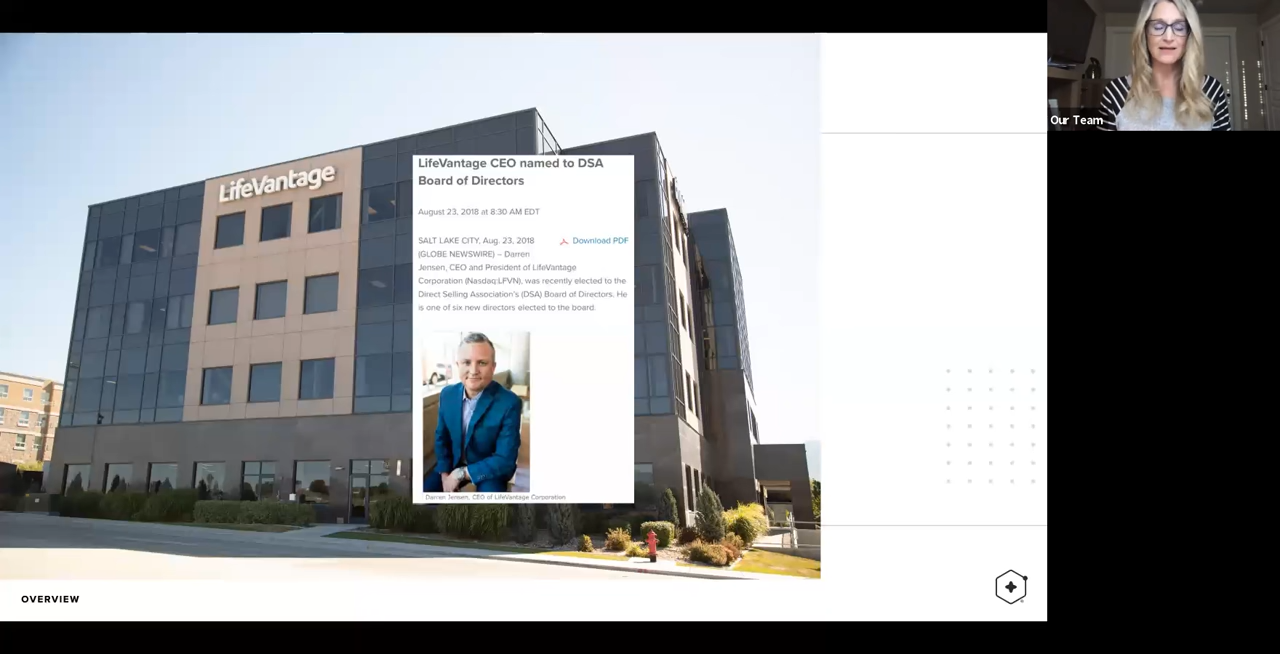 LifeVantage
LifeVantage CEO named to DSA
Board of Directors
August 23, 2018 at 8:30 AM EDT
SALT LAKE CITY, Aug. 23, 2018
Download PDF
(GLOBE NEWSWIRE) – Darren
Jensen, CEO and President of LifeVantage
Corporation (Nasdaq:LFVN), was recently elected to the
Direct Selling Association's (DSA) Board of Directors. He
is one of six new directors elected to the board.
Darren Jensen, CEO of LifeVantage Corporation
Our Team
OVERVIEW